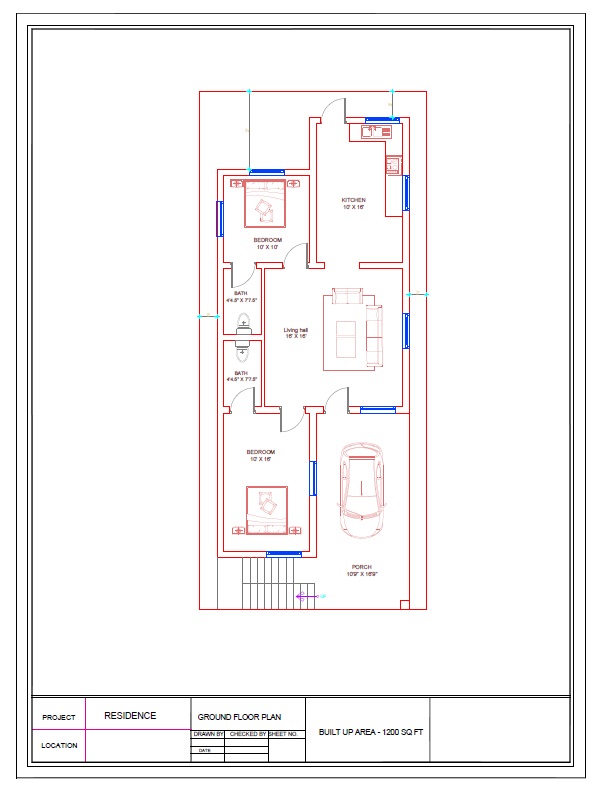 KITCHEN
10' X 16'
BEDROOM
10' X 10'
BATH
4'4.5" X 7'7.5"
Living hall
16' X 16'
BATH
4'4.5" X 7'7.5"
BEDROOM
10' X 16'
PORCH
10'9" X 16'9"
UP
PROJECT
RESIDENCE
LOCATION
GROUND FLOOR PLAN
DRAWN BY
CHECKED BY
SHEET NO.
DATE
BUILT UP AREA - 1200 SQ FT